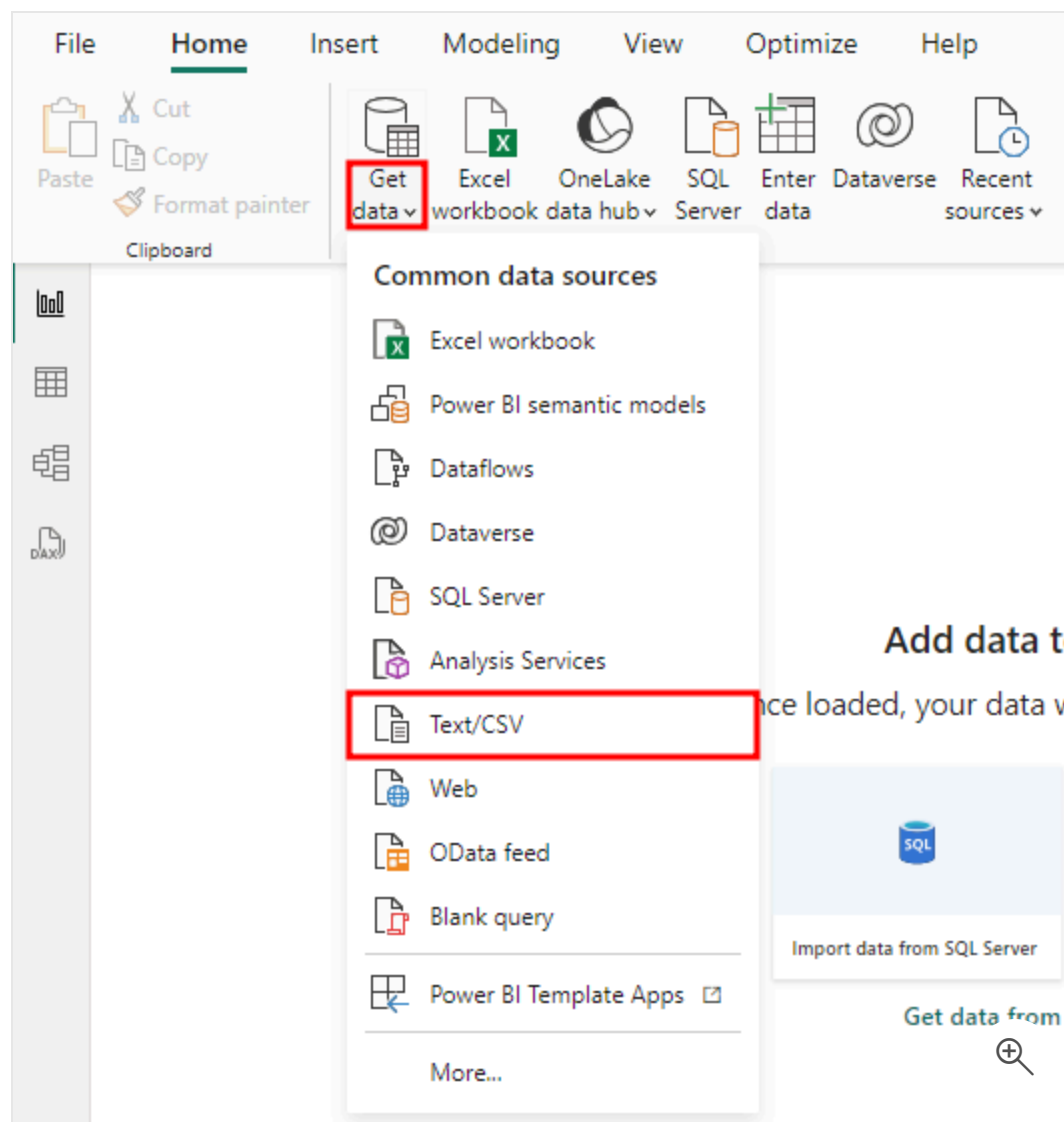 File Home Insert Modeling View Optimize Help
Cut
Copy
Paste
Format painter
Clipboard
Get data
Excel workbook
OneLake data hub
SQL Server
Enter data
Dataverse
Recent sources
Common data sources
Excel workbook
Power BI semantic models
Dataflows
Dataverse
SQL Server
Analysis Services
Text/CSV
Web
OData feed
Blank query
Power BI Template Apps
More...
DAX
Add data t
nce loaded, your data w
SQL
Import data from SQL Server
Get data from